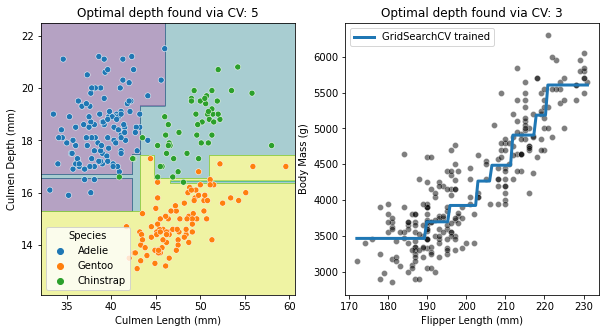 Optimal depth found via CV: 5
Culmen Depth (mm)
22
20
18
16
14
Species
Adelie
Gentoo
Chinstrap
35
40
45
50
55
60
Culmen Length (mm)
Optimal depth found via CV: 3
GridSearchCV trained
Body Mass (g)
6000
5500
5000
4500
4000
3500
3000
170
180
190
200
210
220
230
Flipper Length (mm)